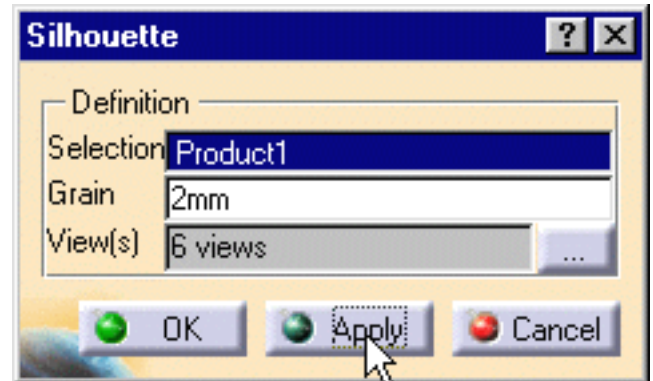 Silhouette ? X
Definition
Selection Product1
Grain 2mm
View(s) 6 views ...
OK Apply Cancel